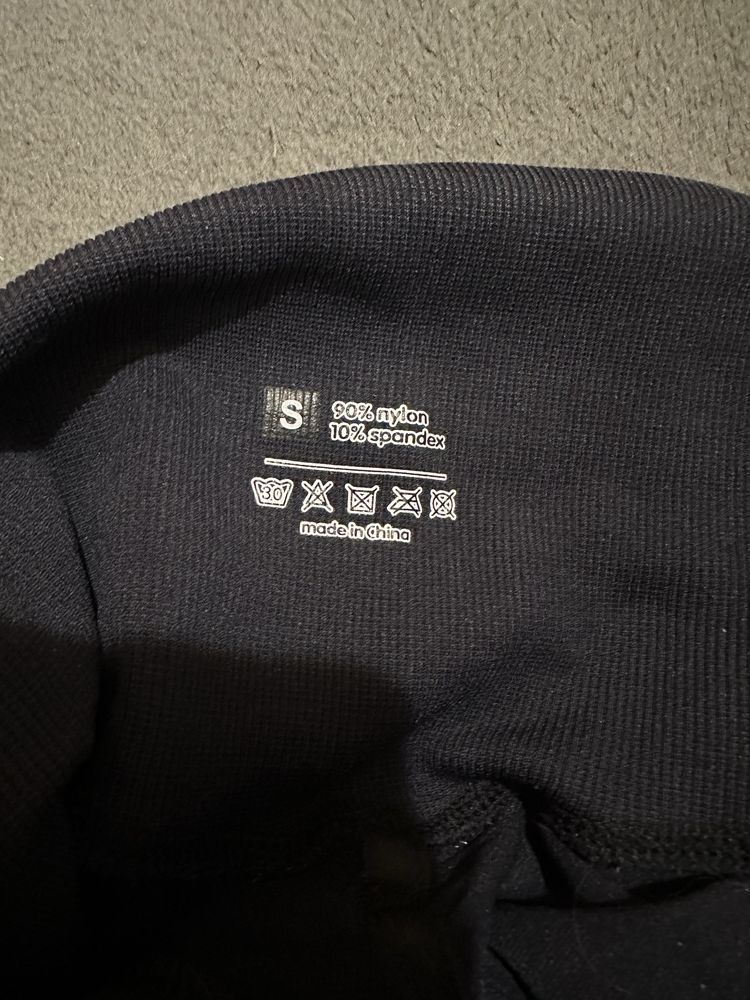 S
90% nylon
10% spandex
30
made in China